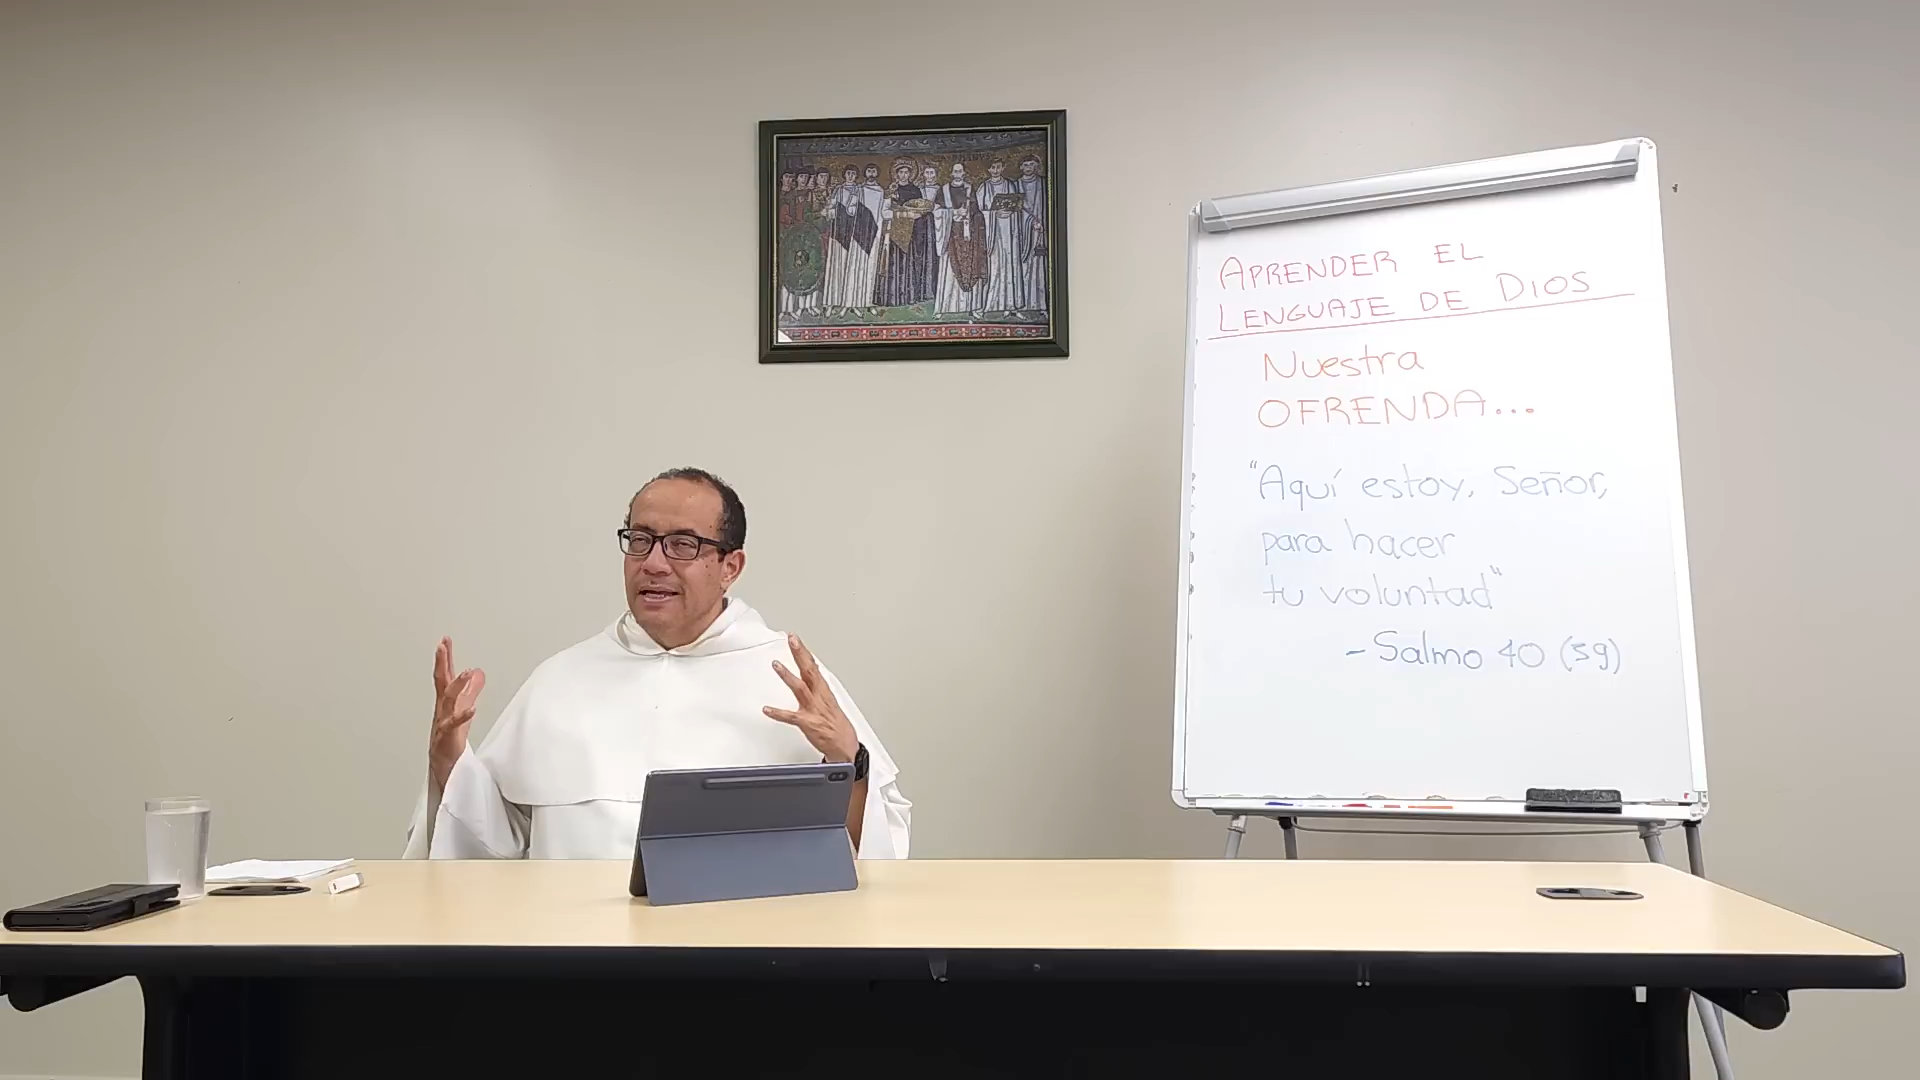 APRENDER EL
LENGUAJE DE DIOS
Nuestra
OFRENDA...
"Aquí estoy, Señor,
para hacer
tu voluntad"
- Salmo 40 (39)